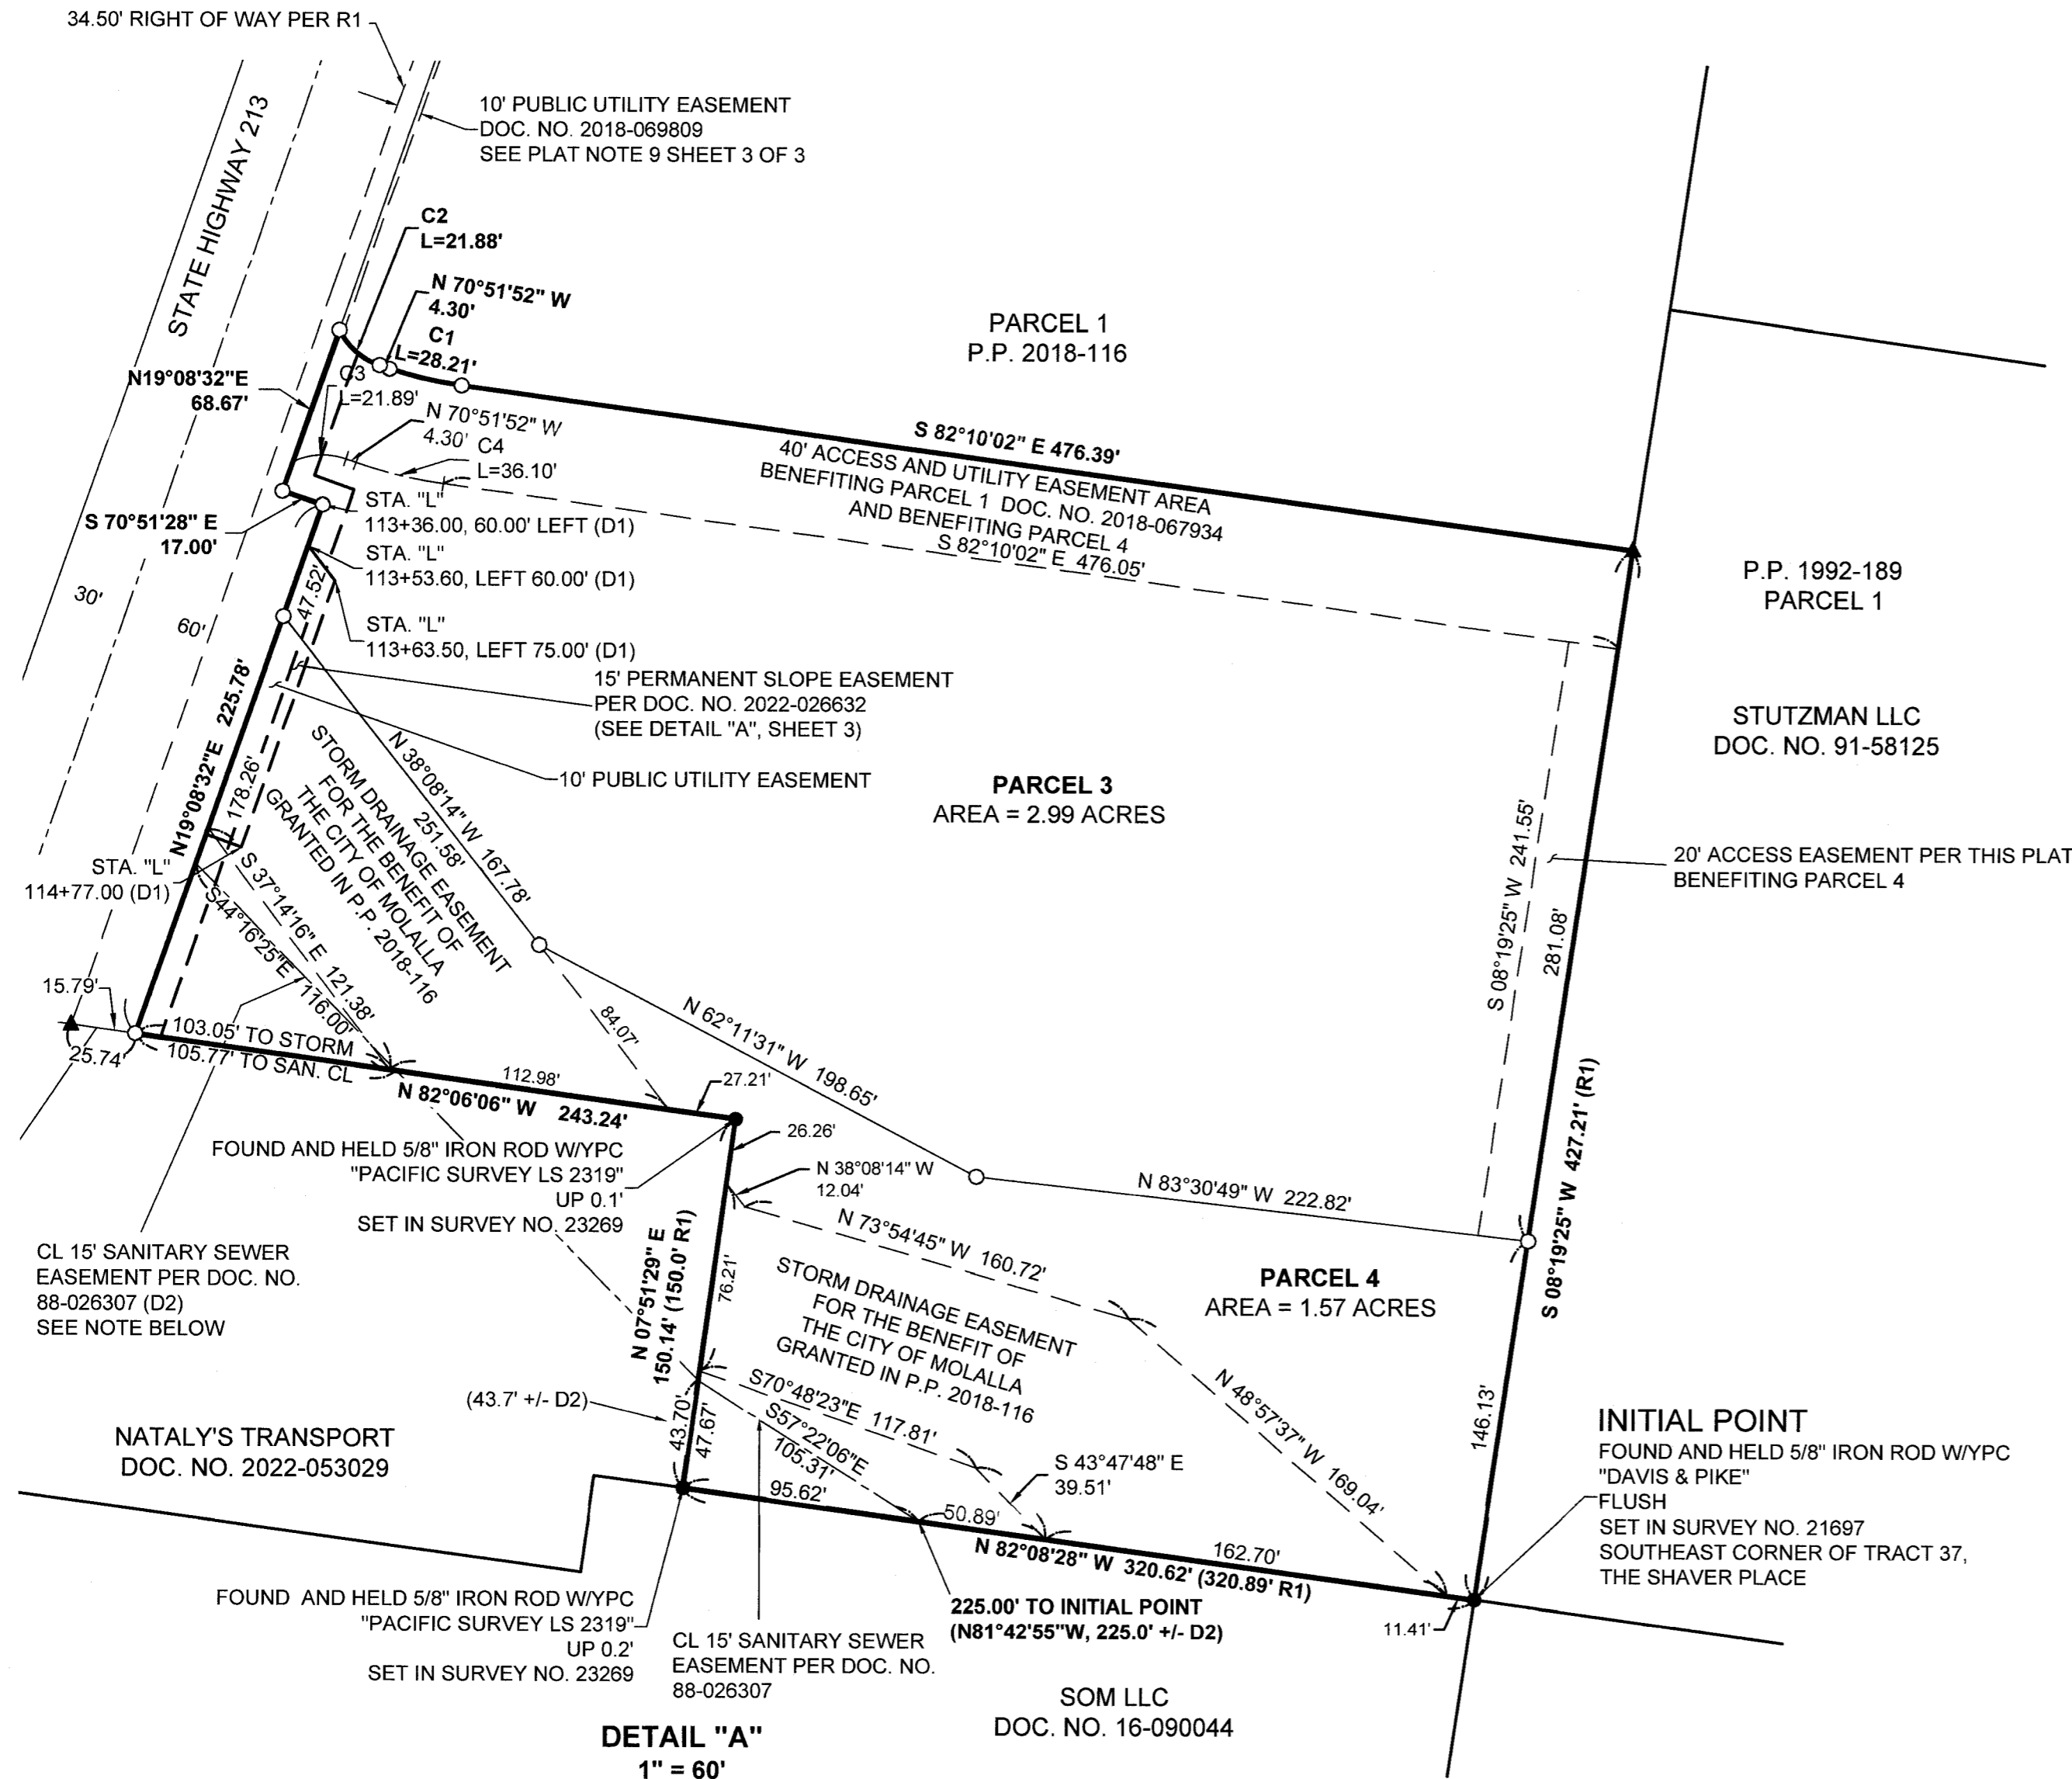 34.50' RIGHT OF WAY PER R1
10' PUBLIC UTILITY EASEMENT
DOC. NO. 2018-069809
SEE PLAT NOTE 9 SHEET 3 OF 3
STATE HIGHWAY 213
C2
L=21.88'
N 70°51'52" W
4.30'
C1
L=28.21'
PARCEL 1
P.P. 2018-116
N19°08'32"E
68.67'
C3
L=21.89'
N 70°51'52" W
4.30'
C4
L=36.10'
S 82°10'02" E 476.39'
40' ACCESS AND UTILITY EASEMENT AREA
BENEFITING PARCEL 1 DOC. NO. 2018-067934
AND BENEFITING PARCEL 4
S 82°10'02" E 476.05'
S 70°51'28" E
17.00'
STA. "L"
113+36.00, 60.00' LEFT (D1)
STA. "L"
113+53.60, LEFT 60.00' (D1)
STA. "L"
113+63.50, LEFT 75.00' (D1)
47.52'
30'
60'
P.P. 1992-189
PARCEL 1
STUTZMAN LLC
DOC. NO. 91-58125
15' PERMANENT SLOPE EASEMENT
PER DOC. NO. 2022-026632
(SEE DETAIL "A", SHEET 3)
10' PUBLIC UTILITY EASEMENT
N19°08'32"E 225.78'
178.26'
N 38°08'14" W 167.78'
251.58'
STORM DRAINAGE EASEMENT
FOR THE BENEFIT OF
THE CITY OF MOLALLA
GRANTED IN P.P. 2018-116
PARCEL 3
AREA = 2.99 ACRES
S 08°19'25" W 241.55'
281.08'
20' ACCESS EASEMENT PER THIS PLAT
BENEFITING PARCEL 4
STA. "L"
114+77.00 (D1)
S 37°14'16" E 121.38'
S44°16'25"E 116.00'
15.79'
25.74'
103.05' TO STORM
105.77' TO SAN. CL
112.98'
N 82°06'06" W 243.24'
84.07'
27.21'
N 62°11'31" W 198.65'
FOUND AND HELD 5/8" IRON ROD W/YPC
"PACIFIC SURVEY LS 2319"
UP 0.1'
SET IN SURVEY NO. 23269
26.26'
N 38°08'14" W
12.04'
N 83°30'49" W 222.82'
S 08°19'25" W 427.21' (R1)
CL 15' SANITARY SEWER
EASEMENT PER DOC. NO.
88-026307 (D2)
SEE NOTE BELOW
N 07°51'29" E
150.14' (150.0' R1)
76.21'
N 73°54'45" W 160.72'
STORM DRAINAGE EASEMENT
FOR THE BENEFIT OF
THE CITY OF MOLALLA
GRANTED IN P.P. 2018-116
PARCEL 4
AREA = 1.57 ACRES
N 48°57'37" W 169.04'
146.13'
(43.7' +/- D2)
43.70'
47.67'
S70°48'23"E 117.81'
S57°22'06"E
105.31'
S 43°47'48" E
39.51'
NATALY'S TRANSPORT
DOC. NO. 2022-053029
INITIAL POINT
FOUND AND HELD 5/8" IRON ROD W/YPC
"DAVIS & PIKE"
FLUSH
SET IN SURVEY NO. 21697
SOUTHEAST CORNER OF TRACT 37,
THE SHAVER PLACE
95.62'
50.89'
162.70'
N 82°08'28" W 320.62' (320.89' R1)
11.41'
225.00' TO INITIAL POINT
(N81°42'55"W, 225.0' +/- D2)
FOUND AND HELD 5/8" IRON ROD W/YPC
"PACIFIC SURVEY LS 2319"
UP 0.2'
SET IN SURVEY NO. 23269
CL 15' SANITARY SEWER
EASEMENT PER DOC. NO.
88-026307
SOM LLC
DOC. NO. 16-090044
DETAIL "A"
1" = 60'